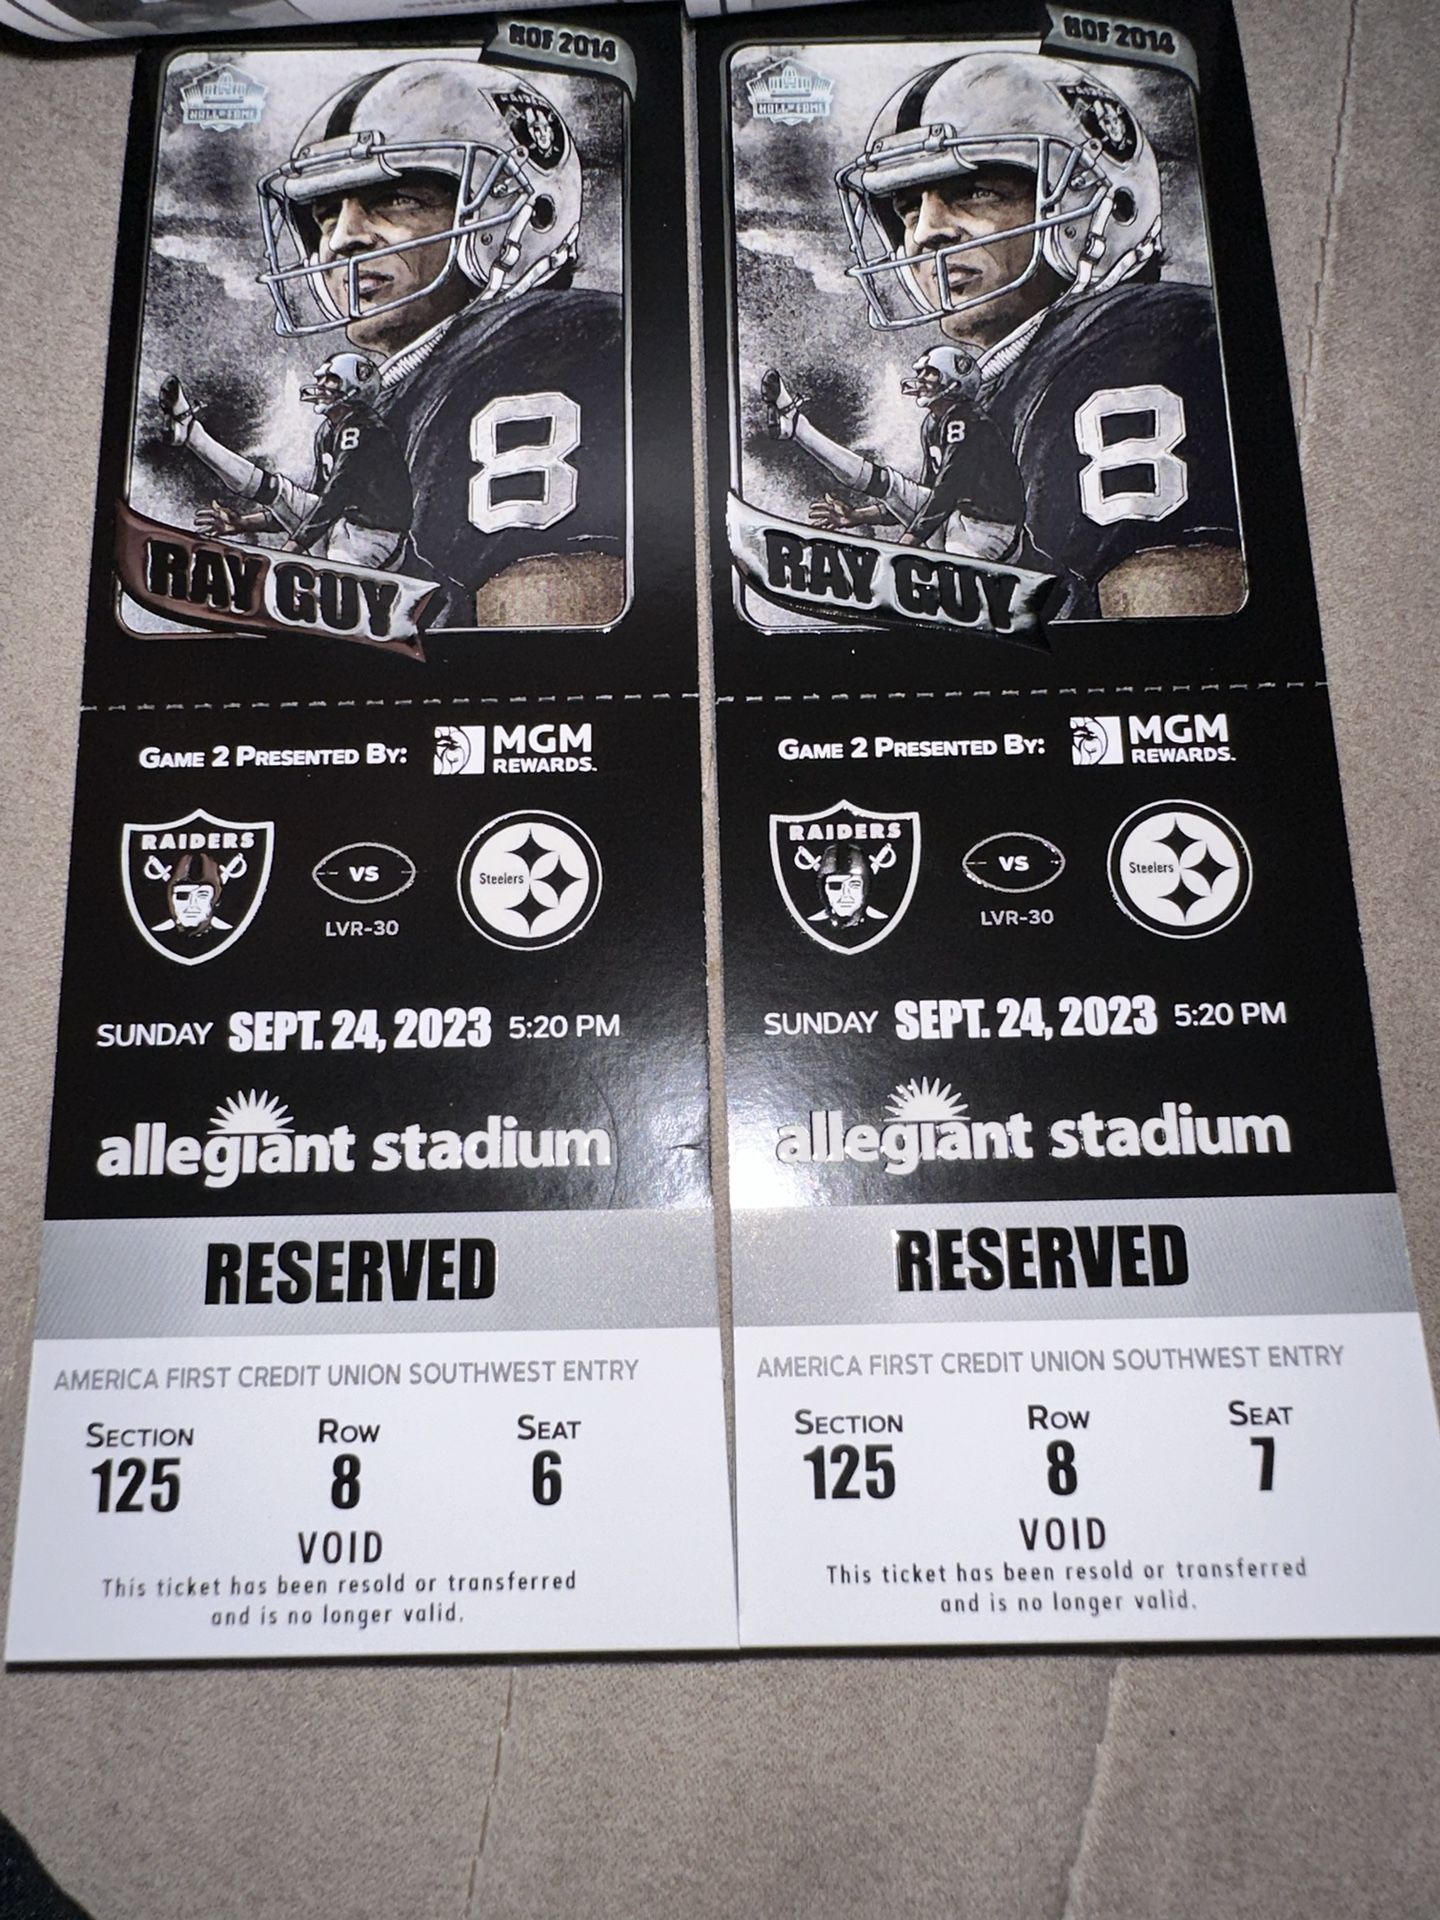 HOF 2014
HALL OF FAME
RAIDERS
8
8
RAY GUY
GAME 2 PRESENTED BY: MGM REWARDS
RAIDERS
VS
Steelers
LVR-30
SUNDAY SEPT. 24, 2023 5:20 PM
allegiant stadium
RESERVED
AMERICA FIRST CREDIT UNION SOUTHWEST ENTRY
SECTION ROW SEAT
125 8 6
VOID
This ticket has been resold or transferred
and is no longer valid.
HOF 2014
HALL OF FAME
8
8
RAY GUY
GAME 2 PRESENTED BY: MGM REWARDS
RAIDERS
VS
Steelers
LVR-30
SUNDAY SEPT. 24, 2023 5:20 PM
allegiant stadium
RESERVED
AMERICA FIRST CREDIT UNION SOUTHWEST ENTRY
SECTION ROW SEAT
125 8 7
VOID
This ticket has been resold or transferred
and is no longer valid.